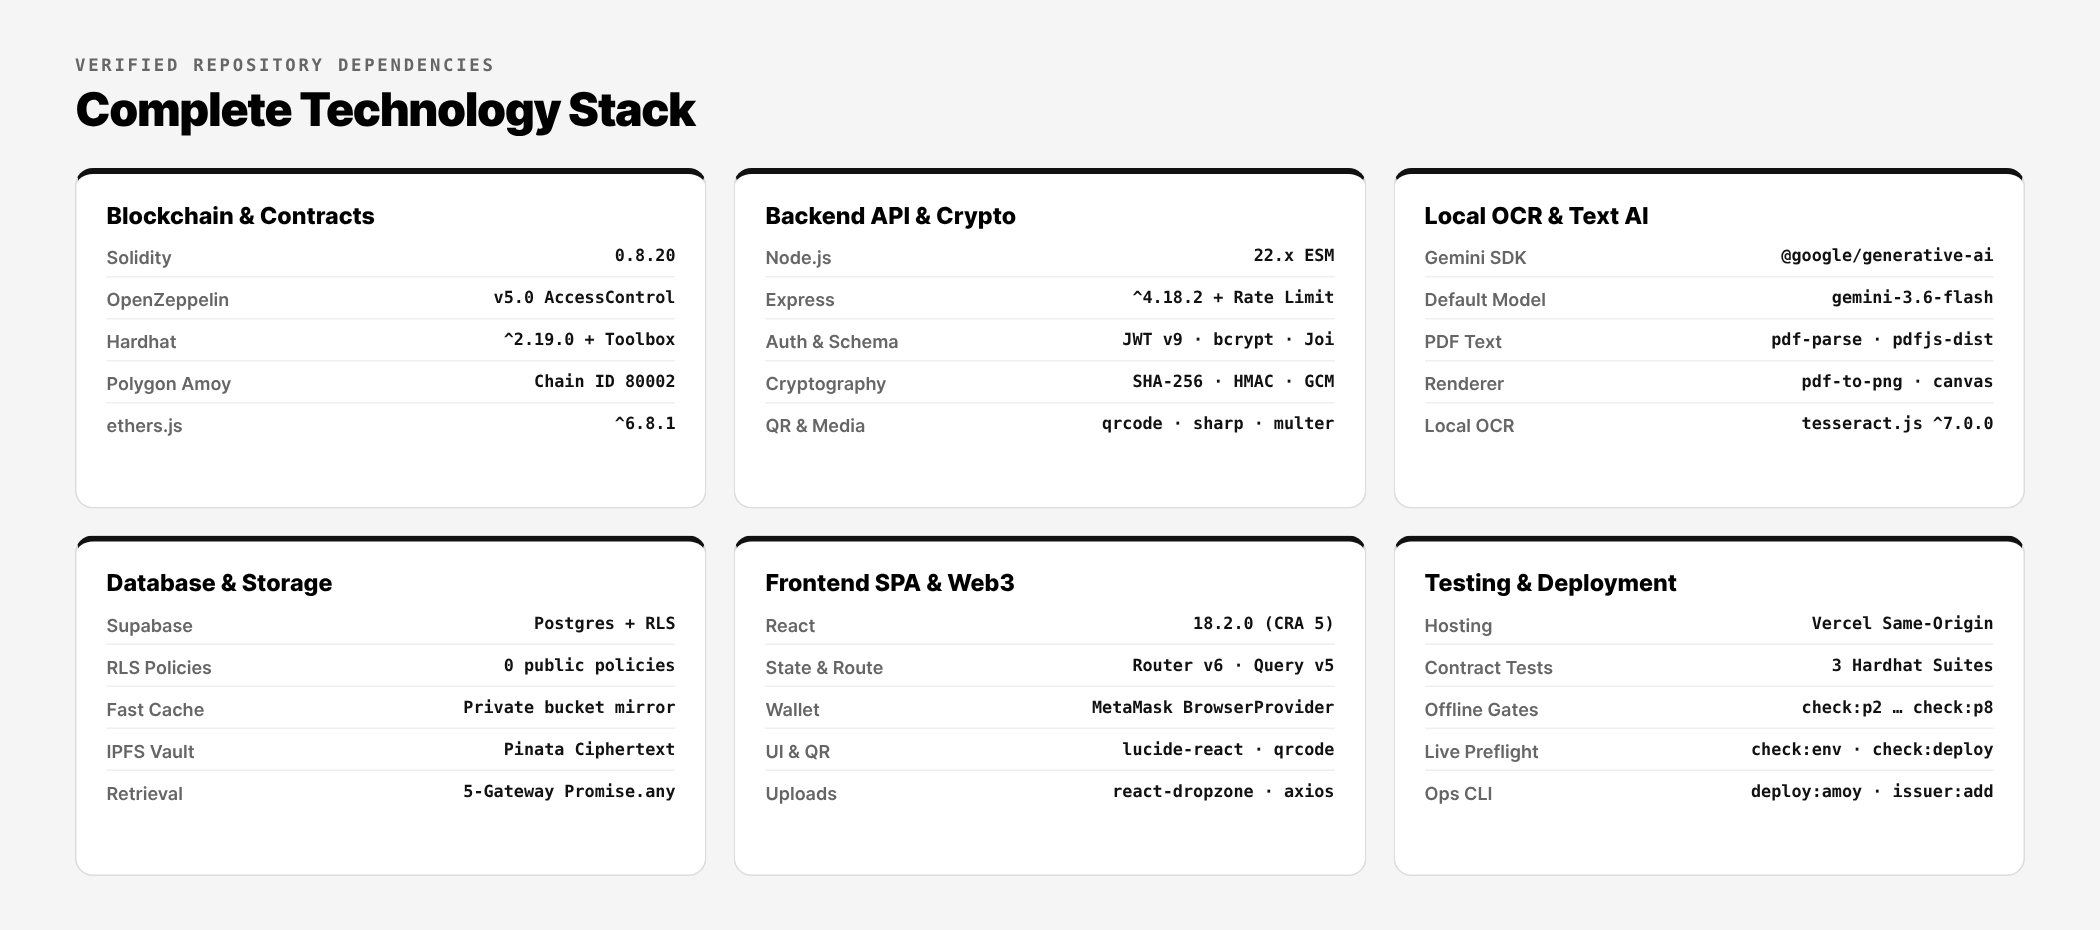 VERIFIED REPOSITORY DEPENDENCIES
Complete Technology Stack
Blockchain & Contracts
Solidity 0.8.20
OpenZeppelin v5.0 AccessControl
Hardhat ^2.19.0 + Toolbox
Polygon Amoy Chain ID 80002
ethers.js ^6.8.1
Backend API & Crypto
Node.js 22.x ESM
Express ^4.18.2 + Rate Limit
Auth & Schema JWT v9 · bcrypt · Joi
Cryptography SHA-256 · HMAC · GCM
QR & Media qrcode · sharp · multer
Local OCR & Text AI
Gemini SDK @google/generative-ai
Default Model gemini-3.6-flash
PDF Text pdf-parse · pdfjs-dist
Renderer pdf-to-png · canvas
Local OCR tesseract.js ^7.0.0
Database & Storage
Supabase Postgres + RLS
RLS Policies 0 public policies
Fast Cache Private bucket mirror
IPFS Vault Pinata Ciphertext
Retrieval 5-Gateway Promise.any
Frontend SPA & Web3
React 18.2.0 (CRA 5)
State & Route Router v6 · Query v5
Wallet MetaMask BrowserProvider
UI & QR lucide-react · qrcode
Uploads react-dropzone · axios
Testing & Deployment
Hosting Vercel Same-Origin
Contract Tests 3 Hardhat Suites
Offline Gates check:p2 … check:p8
Live Preflight check:env · check:deploy
Ops CLI deploy:amoy · issuer:add